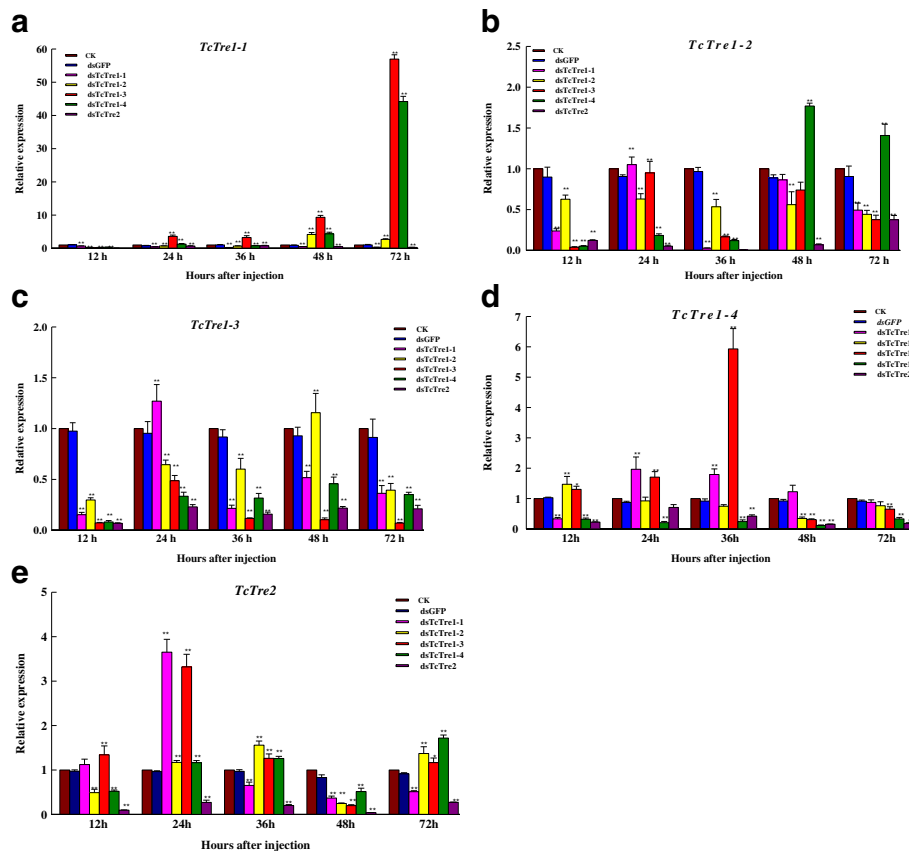 a
TcTre1-1
60
50
40
30
20
10
0
Relative expression
CK
dsGFP
dsTcTre1-1
dsTcTre1-2
dsTcTre1-3
dsTcTre1-4
dsTcTre2
12 h 24 h 36 h 48 h 72 h
Hours after injection
b
TcTre1-2
2.5
2.0
1.5
1.0
0.5
0.0
Relative expression
CK
dsGFP
dsTcTre1-1
dsTcTre1-2
dsTcTre1-3
dsTcTre1-4
dsTcTre2
12 h 24 h 36 h 48 h 72 h
Hours after injection
c
TcTre1-3
2.0
1.5
1.0
0.5
0.0
Relative expression
CK
dsGFP
dsTcTre1-1
dsTcTre1-2
dsTcTre1-3
dsTcTre1-4
dsTcTre2
12 h 24 h 36 h 48 h 72 h
Hours after injection
d
TcTre1-4
7
6
5
4
3
2
1
0
Relative expression
CK
dsGFP
dsTcTre1
dsTcTre1
dsTcTre1
dsTcTre1
dsTcTre2
12h 24h 36h 48h 72h
Hours after injection
e
TcTre2
5
4
3
2
1
0
Relative expression
CK
dsGFP
dsTcTre1-1
dsTcTre1-2
dsTcTre1-3
dsTcTre1-4
dsTcTre2
12h 24h 36h 48h 72h
Hours after injection